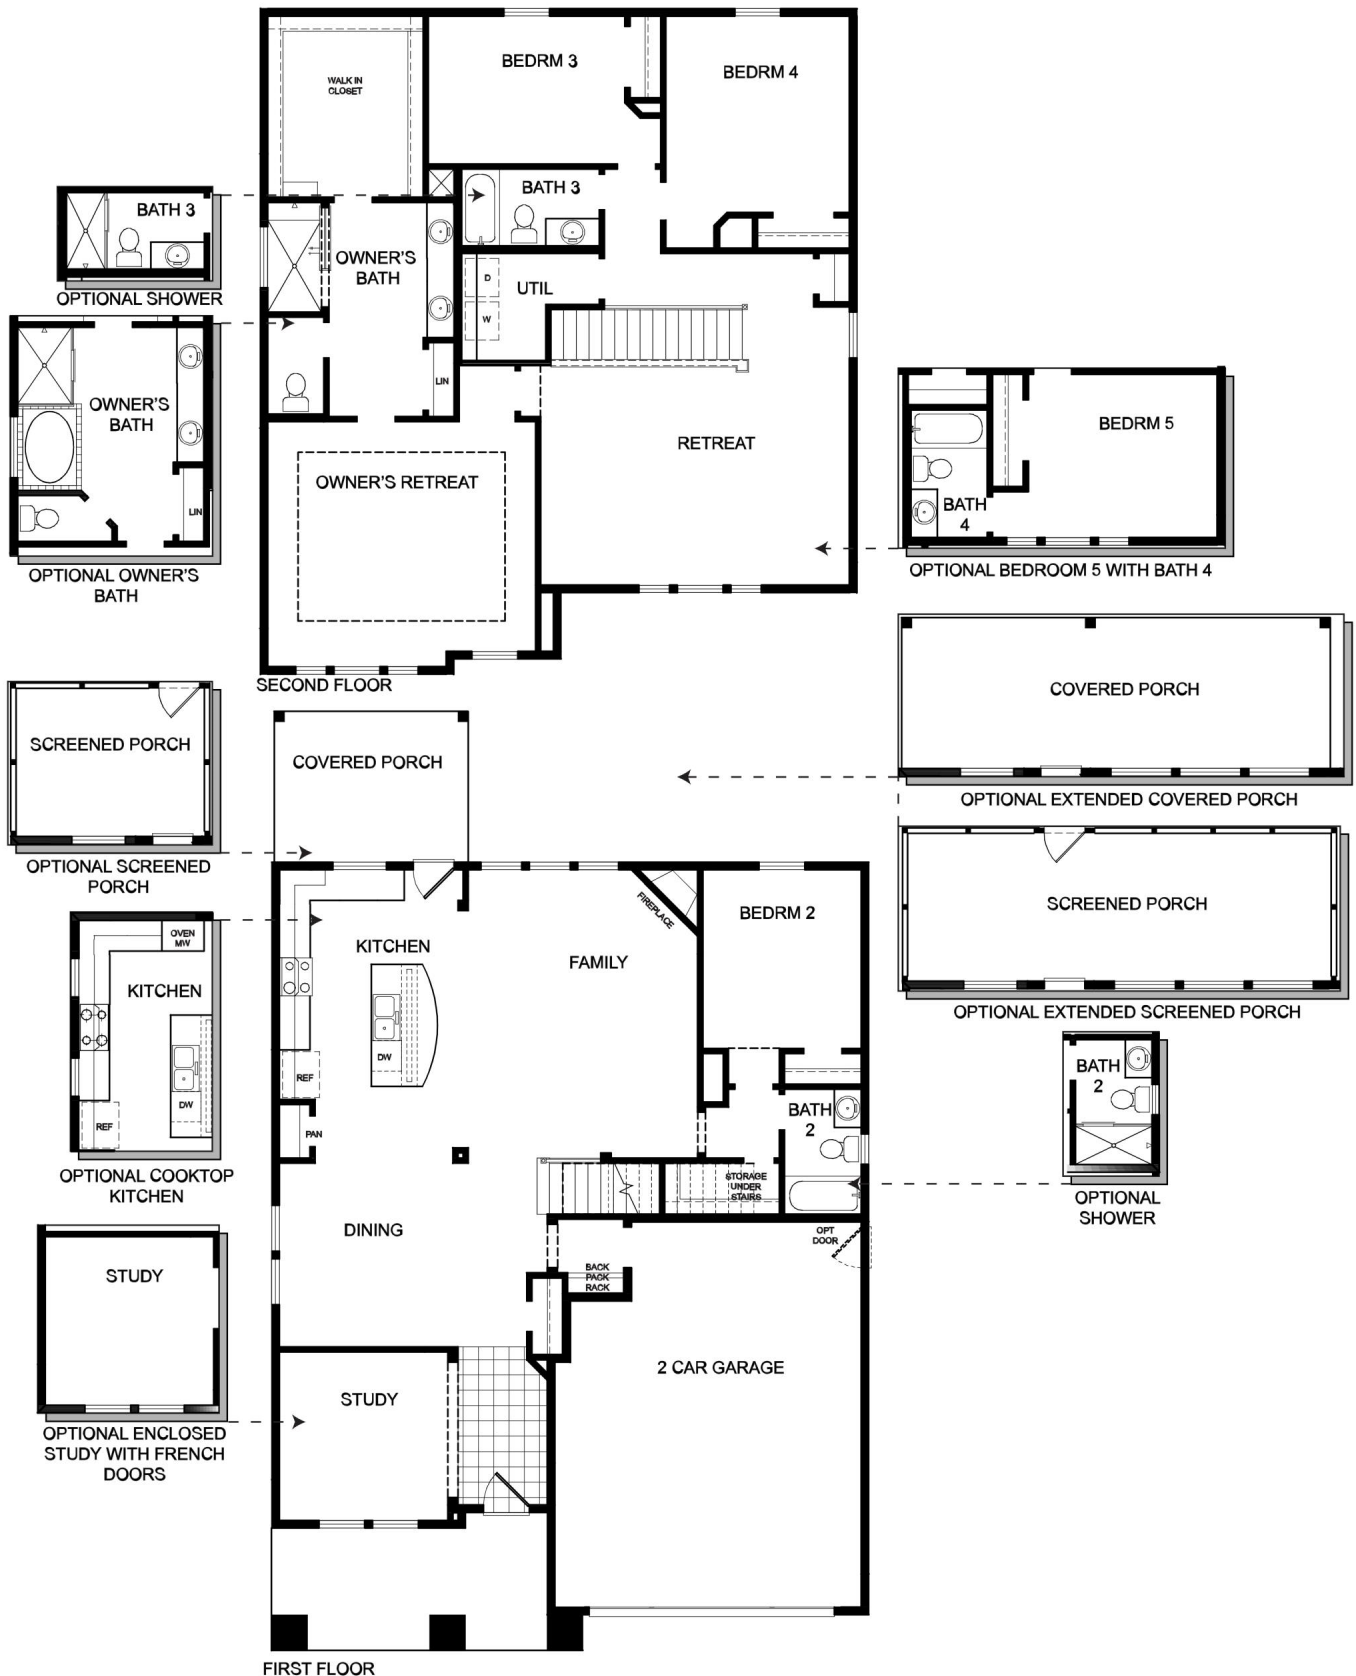 BEDRM 3
BEDRM 4
WALK IN
CLOSET
BATH 3
BATH 3
OWNER'S
BATH
UTIL
D
W
LIN
OPTIONAL SHOWER
OWNER'S
BATH
LIN
OPTIONAL OWNER'S
BATH
RETREAT
OWNER'S RETREAT
BEDRM 5
BATH
4
OPTIONAL BEDROOM 5 WITH BATH 4
SECOND FLOOR
COVERED PORCH
OPTIONAL EXTENDED COVERED PORCH
SCREENED PORCH
OPTIONAL SCREENED
PORCH
COVERED PORCH
SCREENED PORCH
OPTIONAL EXTENDED SCREENED PORCH
KITCHEN
FAMILY
FIREPLACE
BEDRM 2
DW
REF
PAN
OVEN
MW
KITCHEN
DW
REF
OPTIONAL COOKTOP
KITCHEN
BATH
2
BATH
2
OPTIONAL
SHOWER
STORAGE
UNDER
STAIRS
DINING
OPT
DOOR
BACK
PACK
RACK
STUDY
OPTIONAL ENCLOSED
STUDY WITH FRENCH
DOORS
2 CAR GARAGE
STUDY
FIRST FLOOR